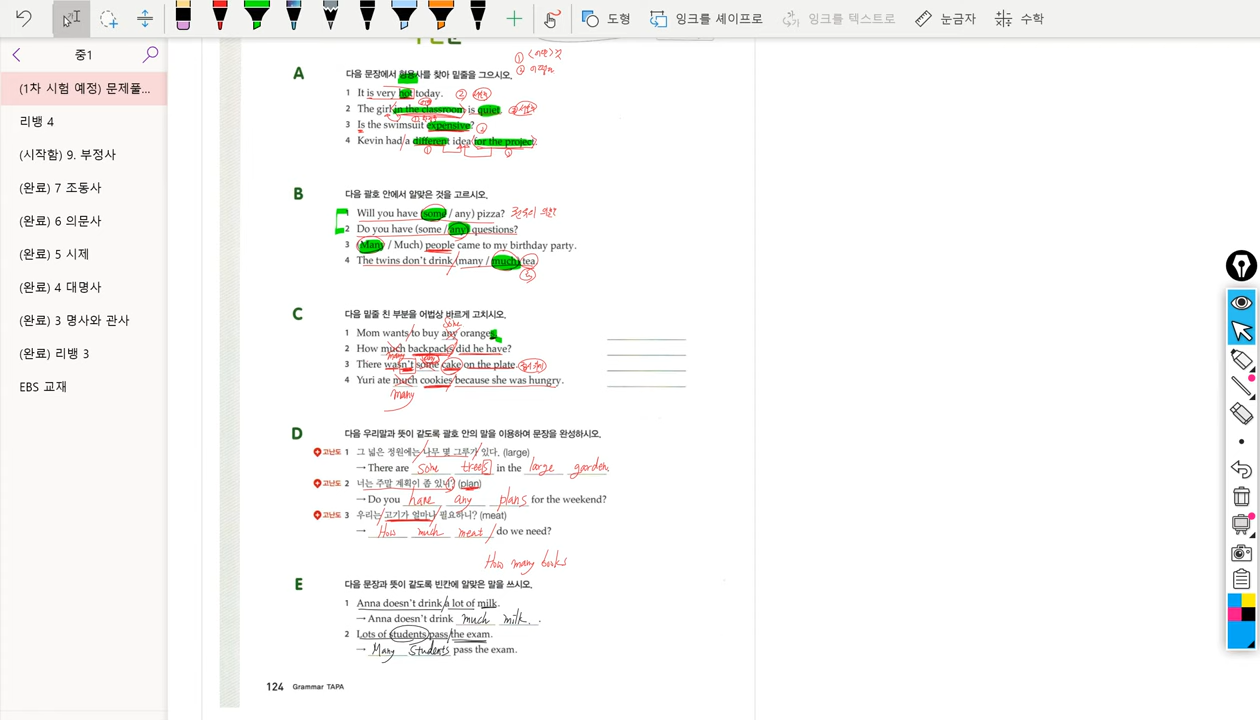 도형
잉크를 셰이프로
잉크를 텍스트로
눈금자
수학
중1
(1차 시험 예정) 문제풀...
리뱅 4
(시작함) 9. 부정사
(완료) 7 조동사
(완료) 6 의문사
(완료) 5 시제
(완료) 4 대명사
(완료) 3 명사와 관사
(완료) 리뱅 3
EBS 교재
A 다음 문장에서 형용사를 찾아 밑줄을 그으시오.
1 It is very hot today. ②
2 The girl in the classroom is quiet.
3 Is the swimsuit expensive?
4 Kevin had a different idea for the project.
B 다음 괄호 안에서 알맞은 것을 고르시오.
1 Will you have (some / any) pizza?
2 Do you have (some / any) questions?
3 (Many / Much) people came to my birthday party.
4 The twins don't drink (many / much) tea.
C 다음 밑줄 친 부분을 어법상 바르게 고치시오.
some
1 Mom wants to buy any oranges.
2 How much backpacks did he have?
many
3 There wasn't some cake on the plate.
4 Yuri ate much cookies because she was hungry.
many
D 다음 우리말과 뜻이 같도록 괄호 안의 말을 이용하여 문장을 완성하시오.
고난도 1 그 넓은 정원에는 나무 몇 그루가 있다. (large)
→ There are some trees in the large garden.
고난도 2 너는 주말 계획이 좀 있니? (plan)
→ Do you have any plans for the weekend?
고난도 3 우리는 고기가 얼마나 필요하니? (meat)
→ How much meat do we need?
How many books
E 다음 문장과 뜻이 같도록 빈칸에 알맞은 말을 쓰시오.
1 Anna doesn't drink a lot of milk.
→ Anna doesn't drink much milk.
2 Lots of students pass the exam.
→ Many students pass the exam.
124 Grammar TAPA